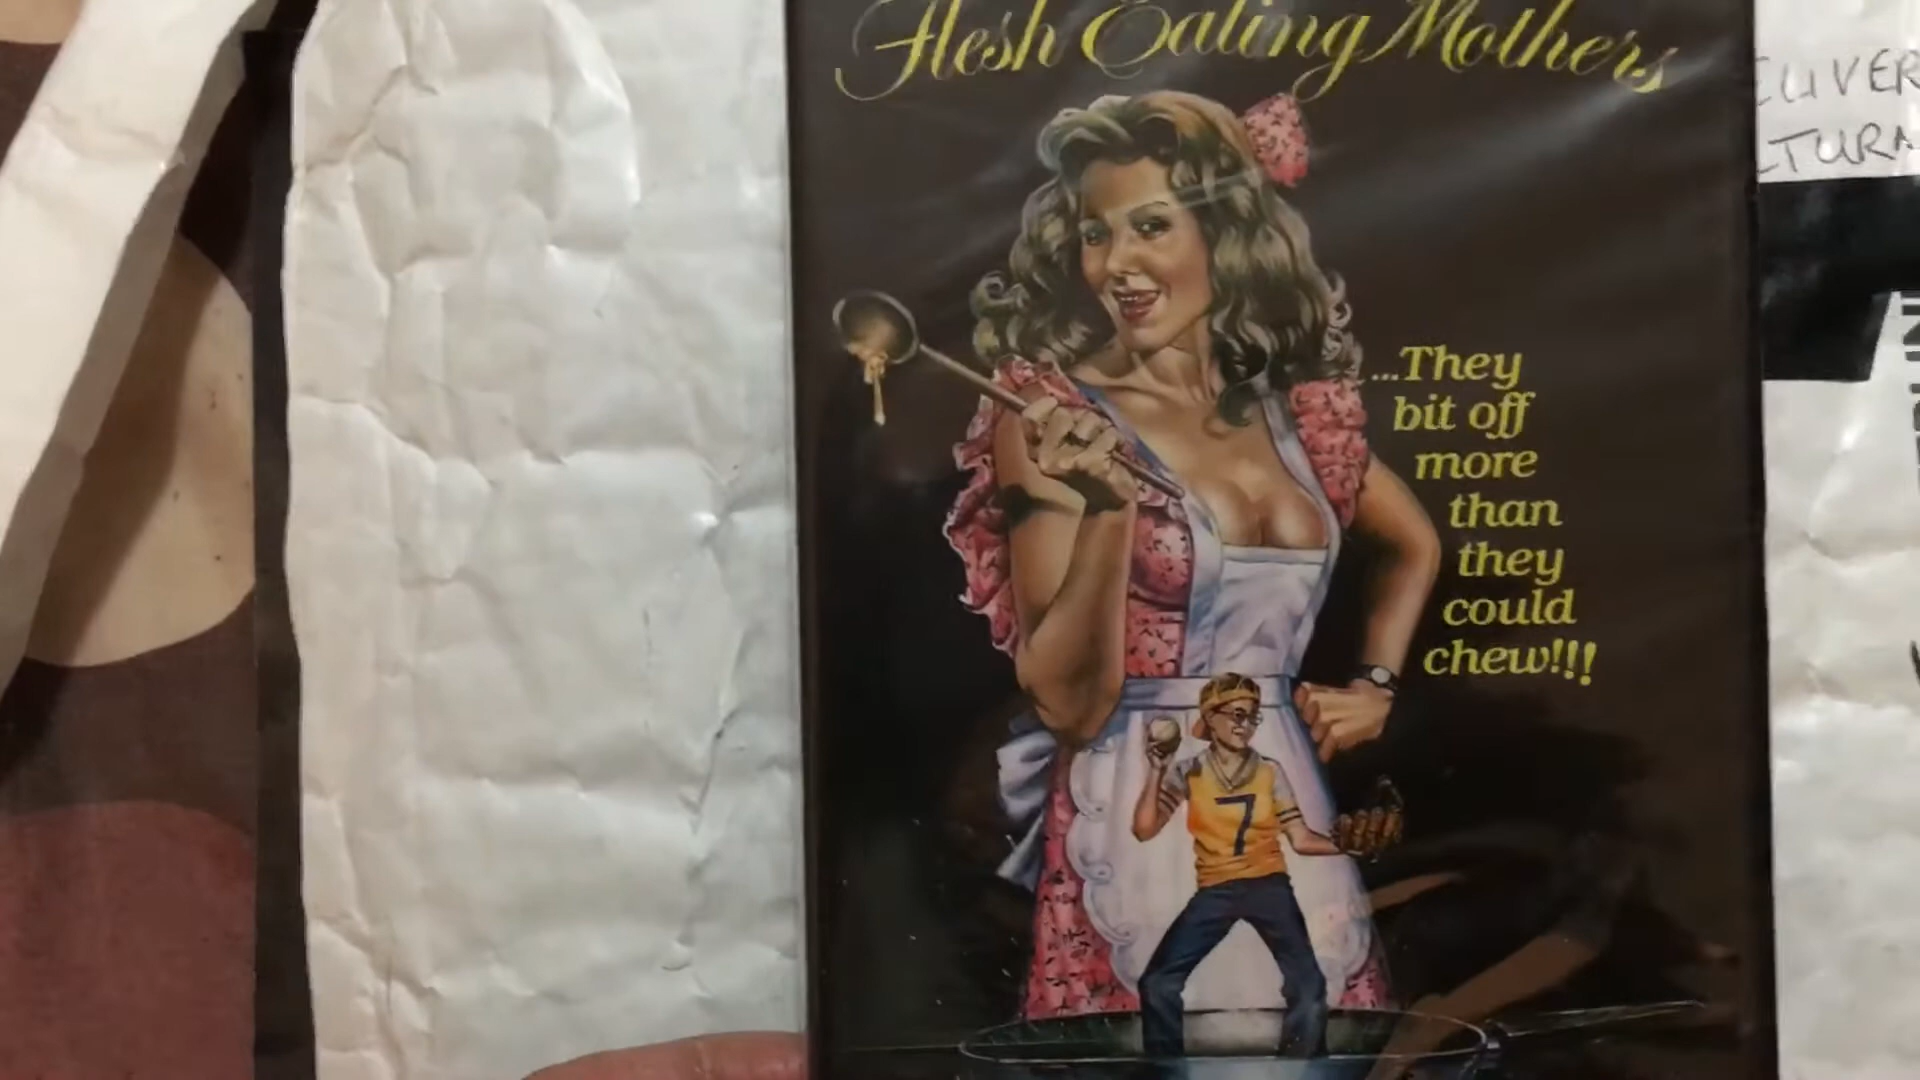 Flesh Eating Mothers
...They
bit off
more
than
they
could
chew!!!
7